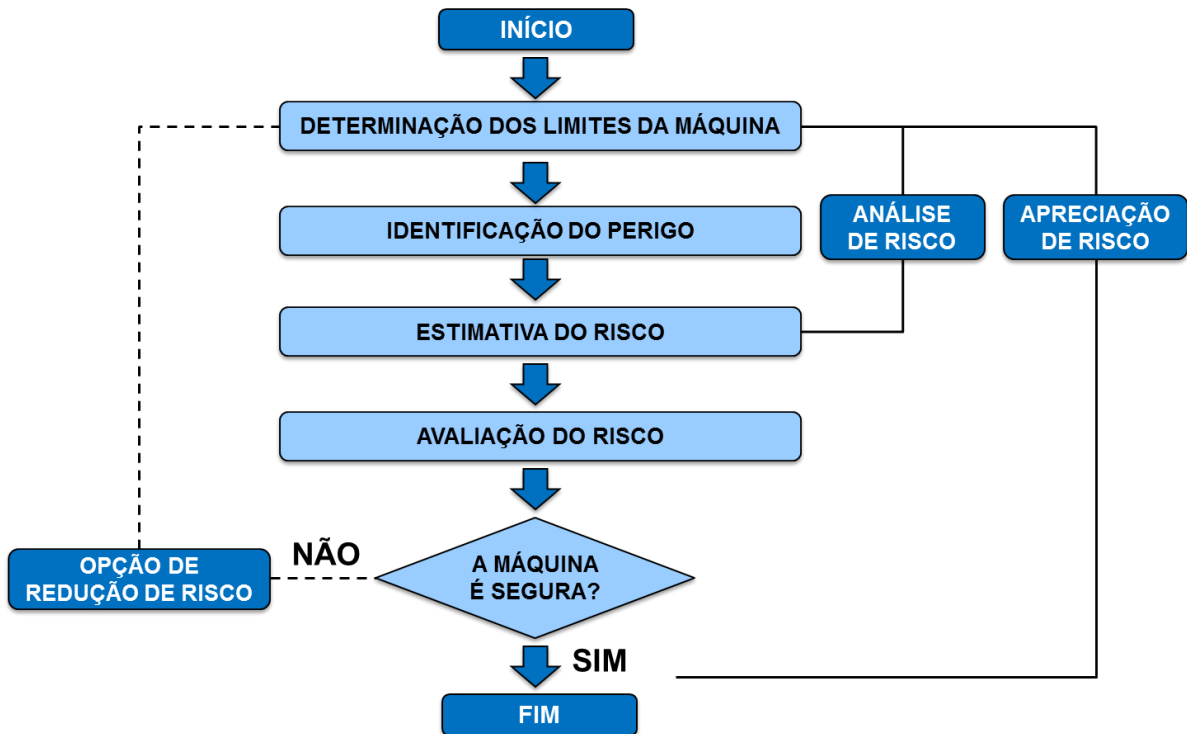 INÍCIO
DETERMINAÇÃO DOS LIMITES DA MÁQUINA
IDENTIFICAÇÃO DO PERIGO
ANÁLISE
DE RISCO
APRECIAÇÃO
DE RISCO
ESTIMATIVA DO RISCO
AVALIAÇÃO DO RISCO
OPÇÃO DE
REDUÇÃO DE RISCO
NÃO
A MÁQUINA
É SEGURA?
SIM
FIM